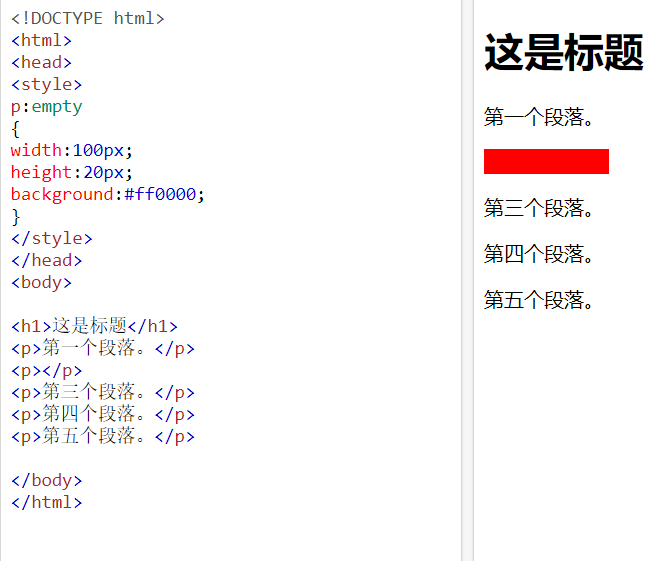 <!DOCTYPE html>
<html>
<head>
<style>
p:empty
{
width:100px;
height:20px;
background:#ff0000;
}
</style>
</head>
<body>
<h1>这是标题</h1>
<p>第一个段落。</p>
<p></p>
<p>第三个段落。</p>
<p>第四个段落。</p>
<p>第五个段落。</p>
</body>
</html>
这是标题
第一个段落。
第三个段落。
第四个段落。
第五个段落。